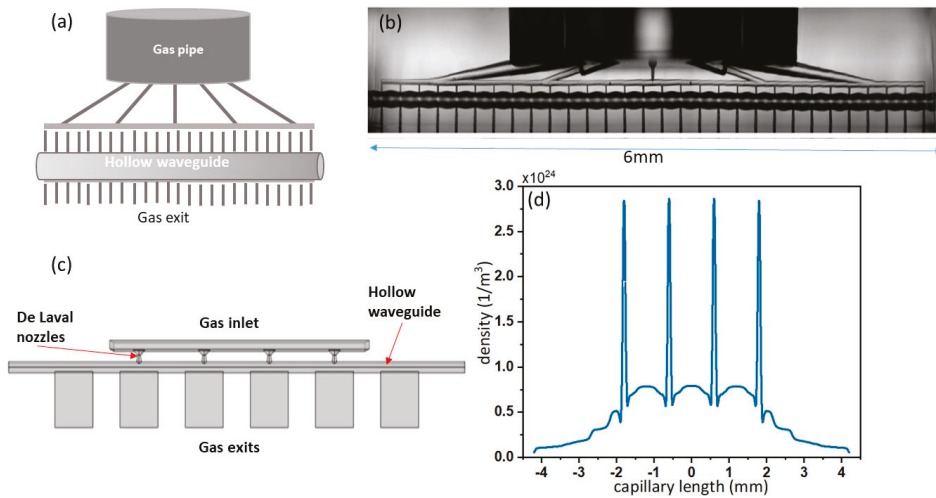 (a)
Gas pipe
Hollow waveguide
Gas exit
(b)
6mm
(c)
De Laval
nozzles
Gas inlet
Hollow
waveguide
Gas exits
x10²⁴
(d)
3.0
2.5
2.0
1.5
1.0
0.5
0.0
density (1/m³)
-4 -3 -2 -1 0 1 2 3 4
capillary length (mm)